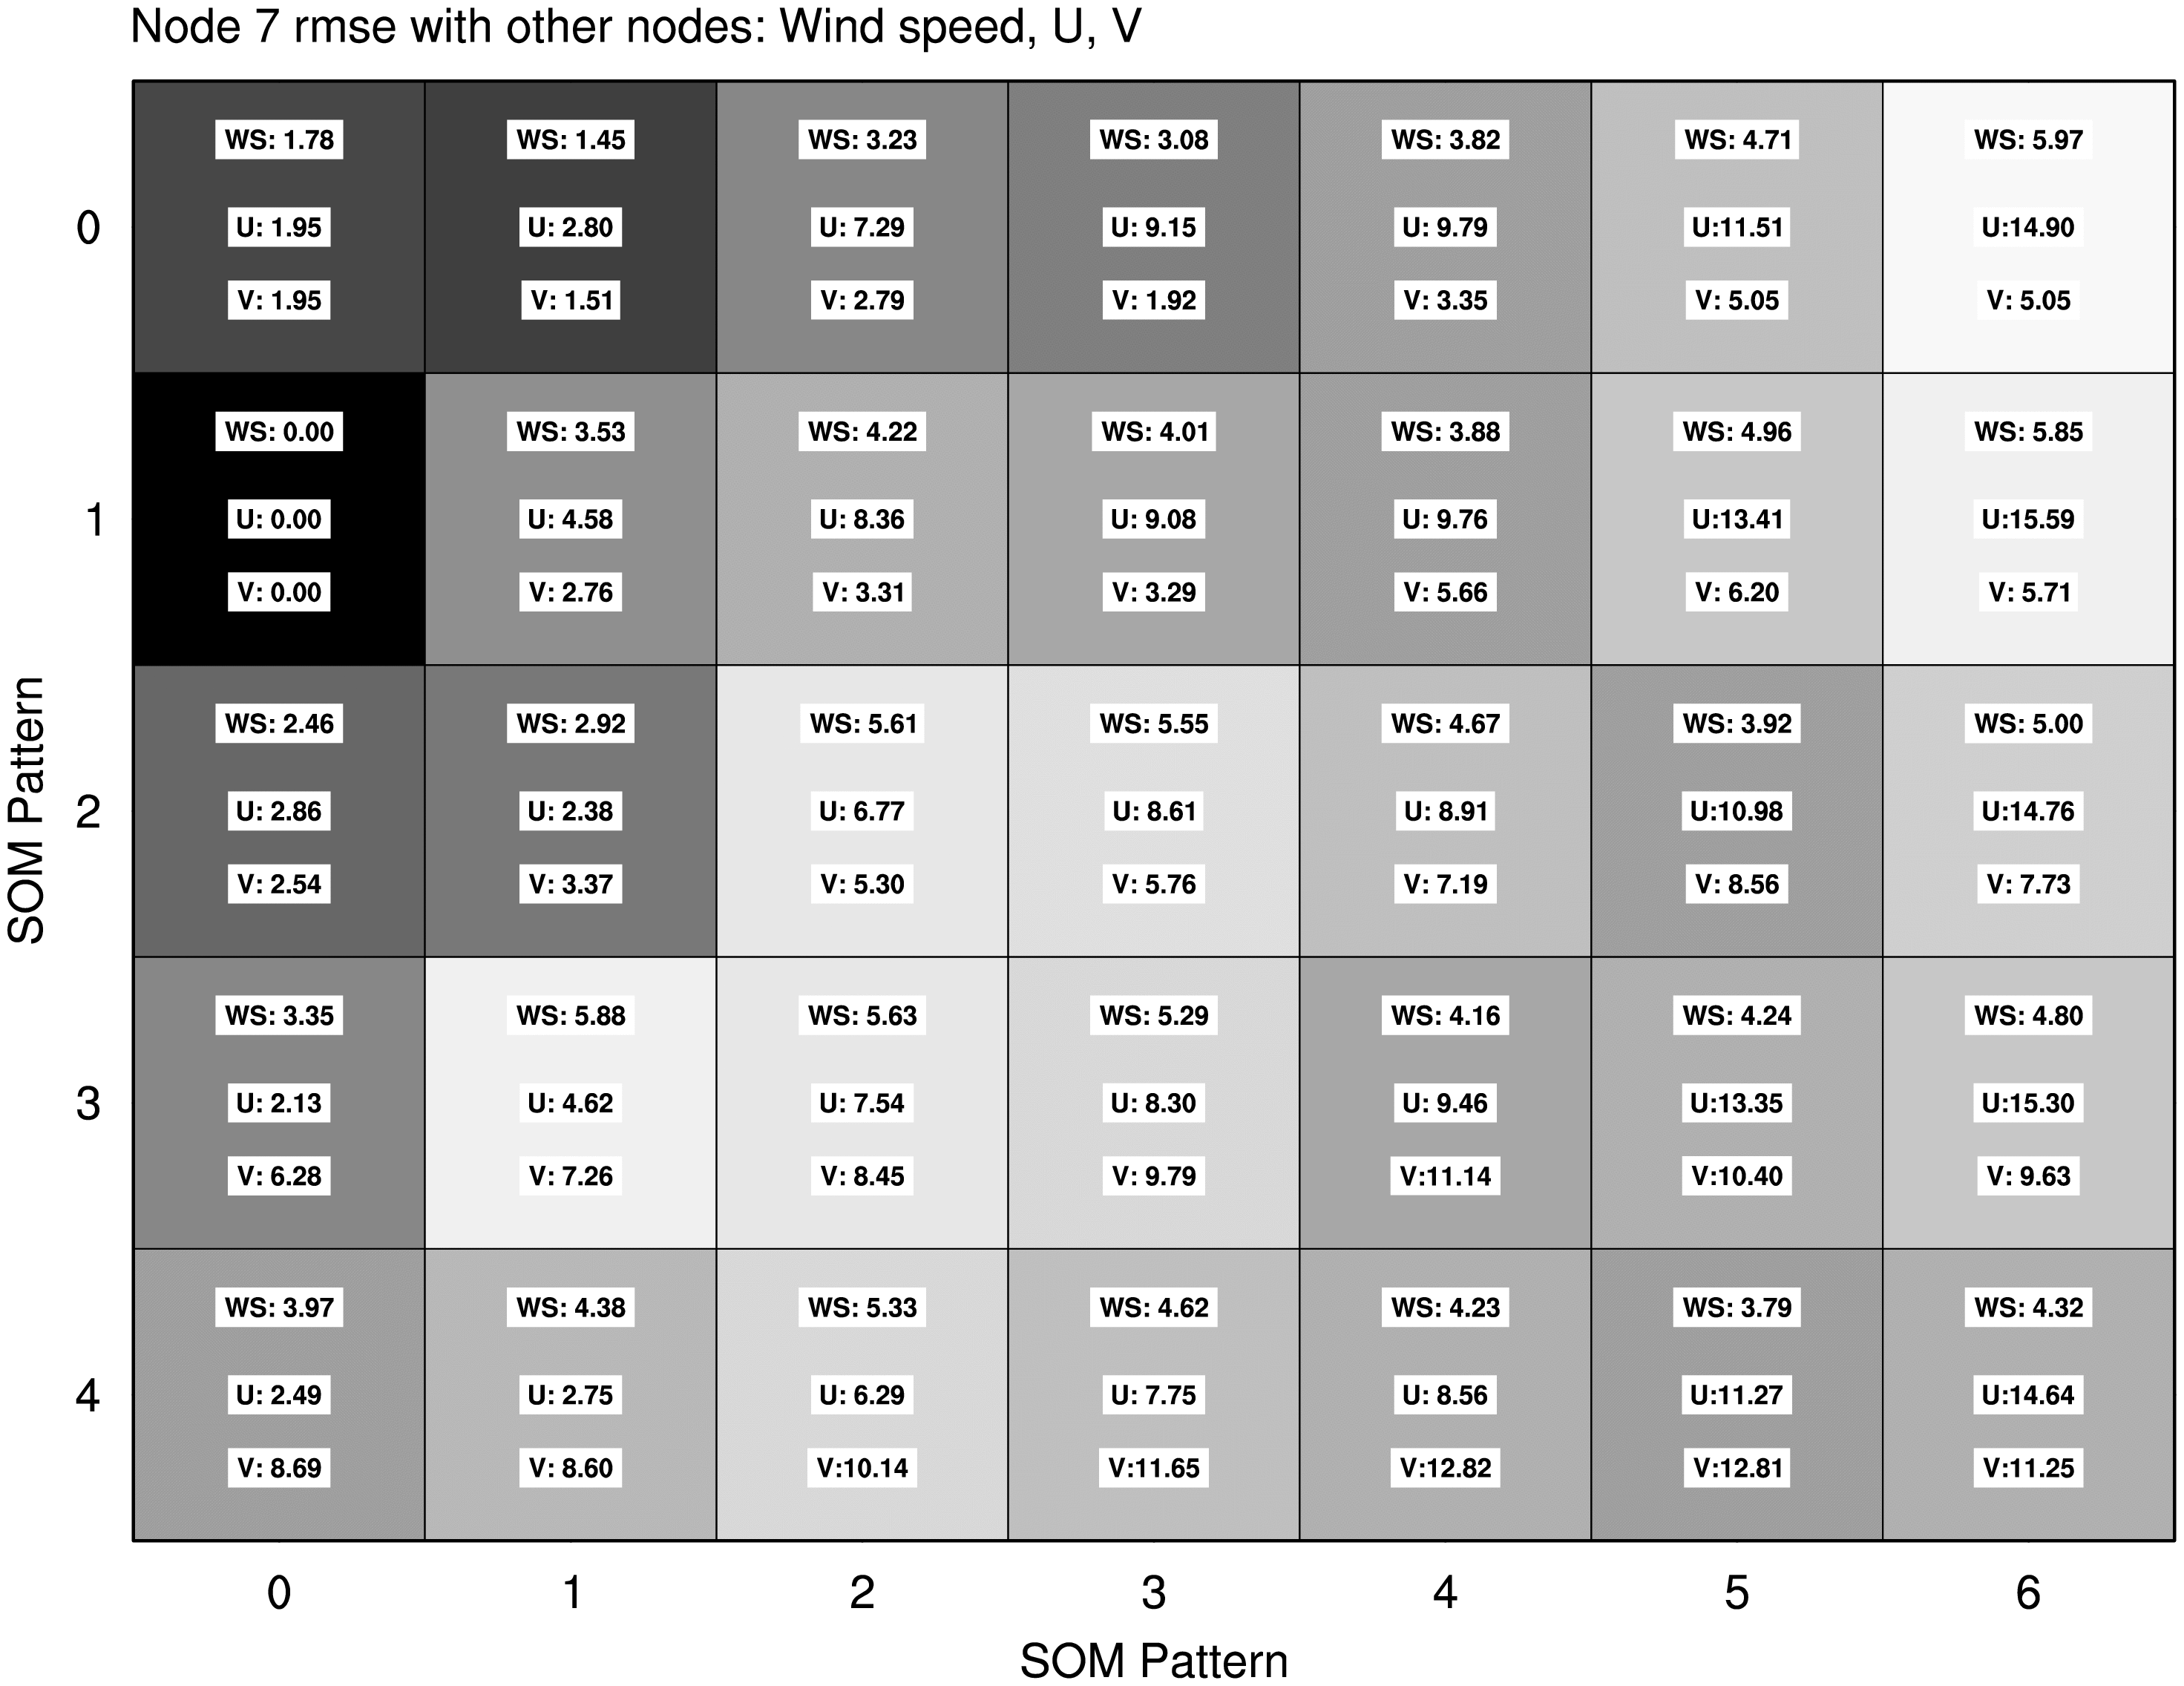 Node 7 rmse with other nodes: Wind speed, U, V
WS: 1.78 WS: 1.45 WS: 3.23 WS: 3.08 WS: 3.82 WS: 4.71 WS: 5.97
0 U: 1.95 U: 2.80 U: 7.29 U: 9.15 U: 9.79 U:11.51 U:14.90
V: 1.95 V: 1.51 V: 2.79 V: 1.92 V: 3.35 V: 5.05 V: 5.05
WS: 0.00 WS: 3.53 WS: 4.22 WS: 4.01 WS: 3.88 WS: 4.96 WS: 5.85
1 U: 0.00 U: 4.58 U: 8.36 U: 9.08 U: 9.76 U:13.41 U:15.59
V: 0.00 V: 2.76 V: 3.31 V: 3.29 V: 5.66 V: 6.20 V: 5.71
SOM Pattern
WS: 2.46 WS: 2.92 WS: 5.61 WS: 5.55 WS: 4.67 WS: 3.92 WS: 5.00
2 U: 2.86 U: 2.38 U: 6.77 U: 8.61 U: 8.91 U:10.98 U:14.76
V: 2.54 V: 3.37 V: 5.30 V: 5.76 V: 7.19 V: 8.56 V: 7.73
WS: 3.35 WS: 5.88 WS: 5.63 WS: 5.29 WS: 4.16 WS: 4.24 WS: 4.80
3 U: 2.13 U: 4.62 U: 7.54 U: 8.30 U: 9.46 U:13.35 U:15.30
V: 6.28 V: 7.26 V: 8.45 V: 9.79 V:11.14 V:10.40 V: 9.63
WS: 3.97 WS: 4.38 WS: 5.33 WS: 4.62 WS: 4.23 WS: 3.79 WS: 4.32
4 U: 2.49 U: 2.75 U: 6.29 U: 7.75 U: 8.56 U:11.27 U:14.64
V: 8.69 V: 8.60 V:10.14 V:11.65 V:12.82 V:12.81 V:11.25
0 1 2 3 4 5 6
SOM Pattern